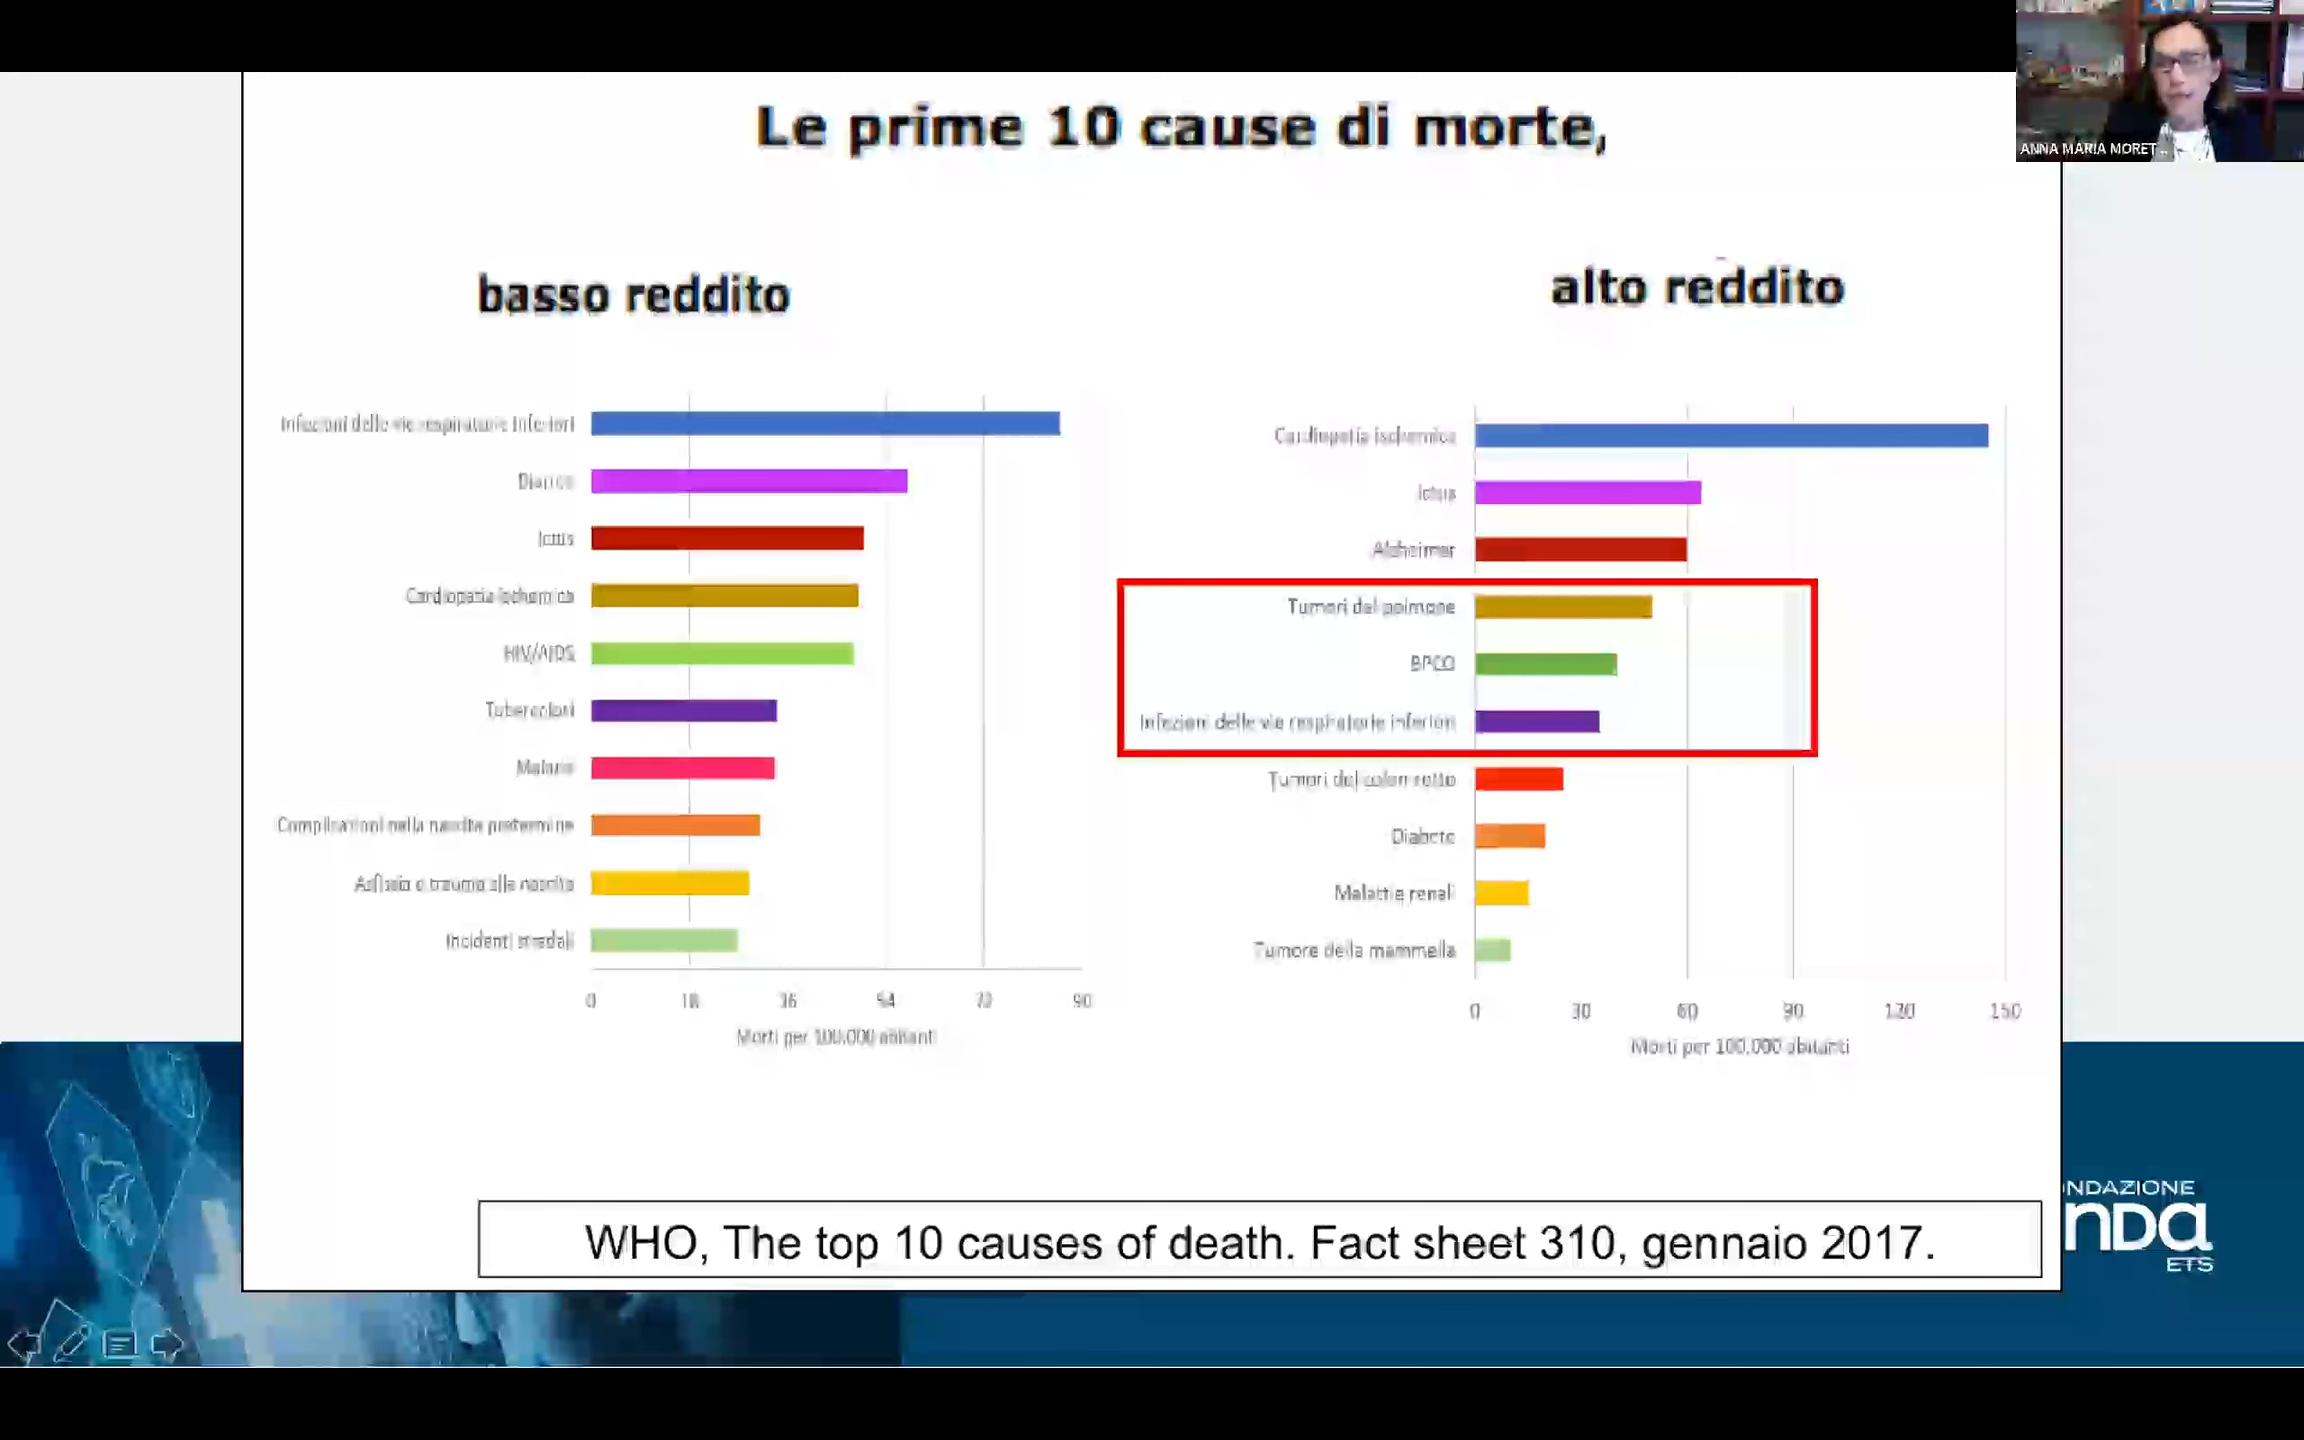 ANNA MARIA MORET...
Le prime 10 cause di morte,
basso reddito
alto reddito
Infezioni delle vie respiratorie inferiori
Diarree
Ictus
Cardiopatia ischemica
HIV/AIDS
Tubercolosi
Malaria
Complicazioni nella nascita pretermine
Asfissia e trauma alla nascita
Incidenti stradali
0 18 36 54 72 90
Morti per 100.000 abitanti
Cardiopatia ischemica
Ictus
Alzheimer
Tumori del polmone
BPCO
Infezioni delle vie respiratorie inferiori
Tumori del colon-retto
Diabete
Malattie renali
Tumore della mammella
0 30 60 90 120 150
Morti per 100.000 abitanti
WHO, The top 10 causes of death. Fact sheet 310, gennaio 2017.
NDAZIONE
NDa
ETS